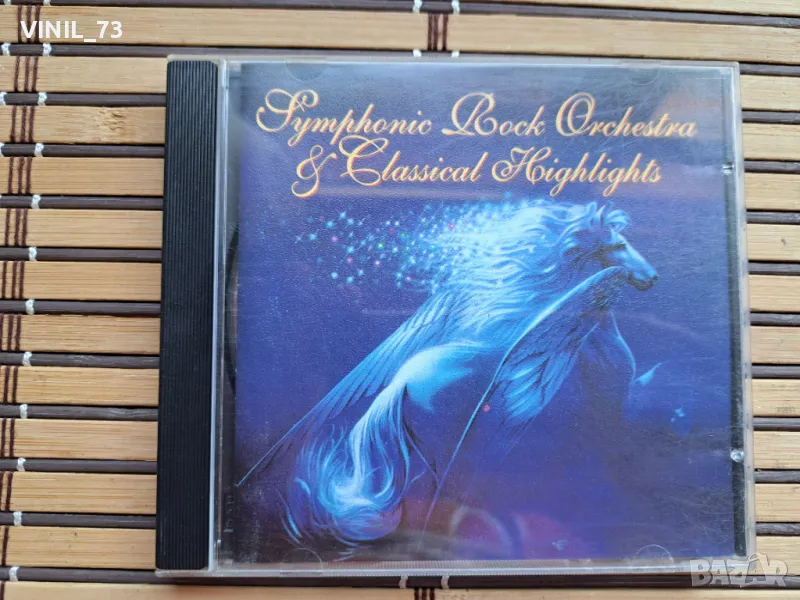 VINIL_73
Symphonic Rock Orchestra
& Classical Highlights
BAZAR